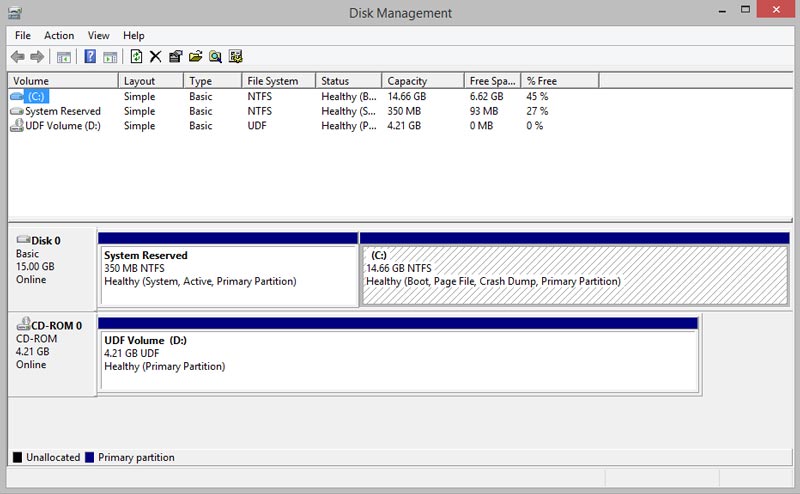 Disk Management
File Action View Help
Volume Layout Type File System Status Capacity Free Spa... % Free
(C:) Simple Basic NTFS Healthy (B... 14.66 GB 6.62 GB 45 %
System Reserved Simple Basic NTFS Healthy (S... 350 MB 93 MB 27 %
UDF Volume (D:) Simple Basic UDF Healthy (P... 4.21 GB 0 MB 0 %
Disk 0
Basic
15.00 GB
Online
System Reserved
350 MB NTFS
Healthy (System, Active, Primary Partition)
(C:)
14.66 GB NTFS
Healthy (Boot, Page File, Crash Dump, Primary Partition)
CD-ROM 0
CD-ROM
4.21 GB
Online
UDF Volume (D:)
4.21 GB UDF
Healthy (Primary Partition)
Unallocated Primary partition